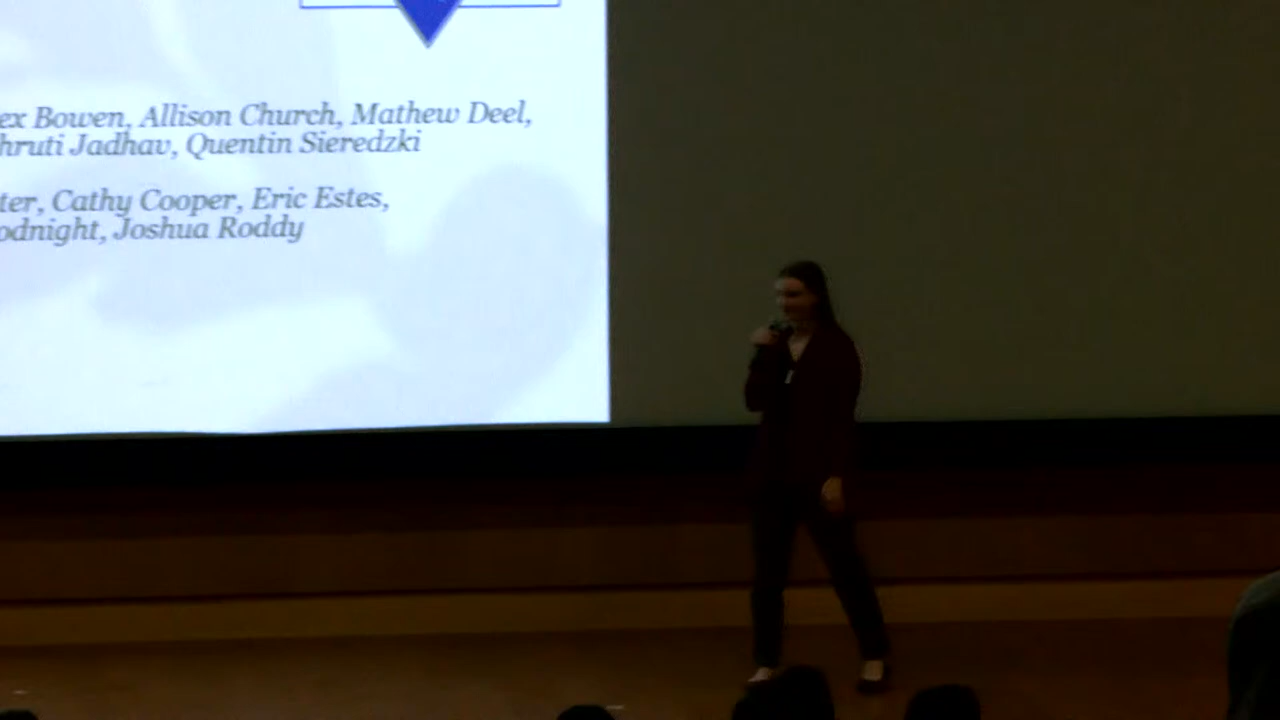 ex Bowen, Allison Church, Mathew Deel,
hruti Jadhav, Quentin Sieredzki
ter, Cathy Cooper, Eric Estes,
odnight, Joshua Roddy